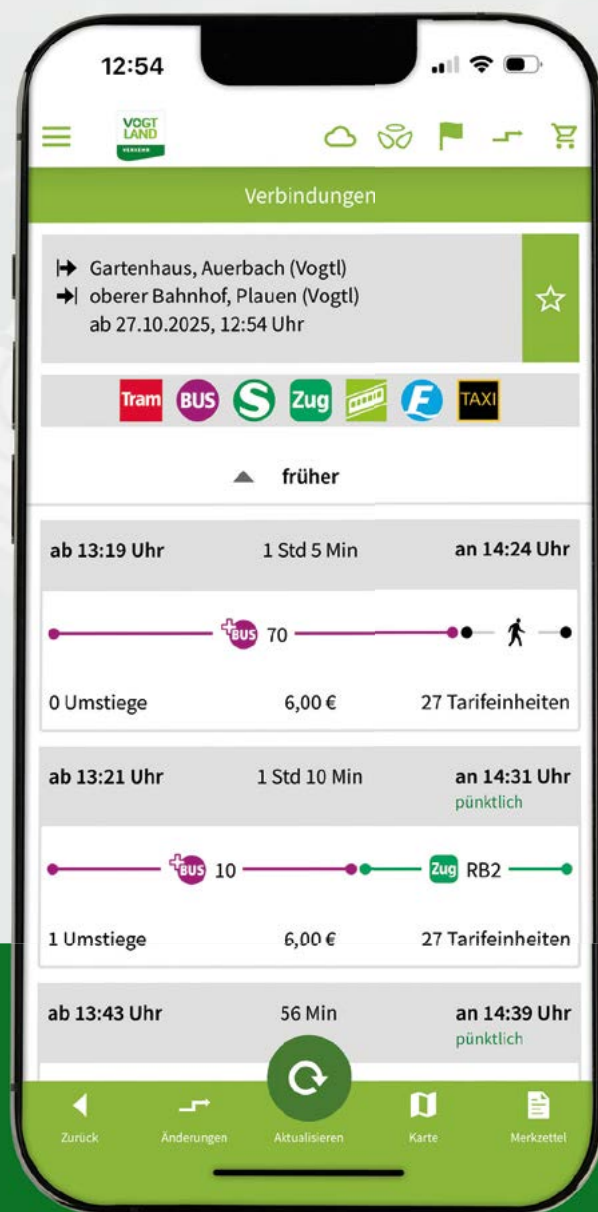 12:54
VOGT
LAND
VERKEHR
Verbindungen
Gartenhaus, Auerbach (Vogtl)
oberer Bahnhof, Plauen (Vogtl)
ab 27.10.2025, 12:54 Uhr
Tram BUS S Zug F TAXI
früher
ab 13:19 Uhr 1 Std 5 Min an 14:24 Uhr
+BUS 70
0 Umstiege 6,00 € 27 Tarifeinheiten
ab 13:21 Uhr 1 Std 10 Min an 14:31 Uhr
pünktlich
+BUS 10 Zug RB2
1 Umstiege 6,00 € 27 Tarifeinheiten
ab 13:43 Uhr 56 Min an 14:39 Uhr
pünktlich
Zurück Änderungen Aktualisieren Karte Merkzettel